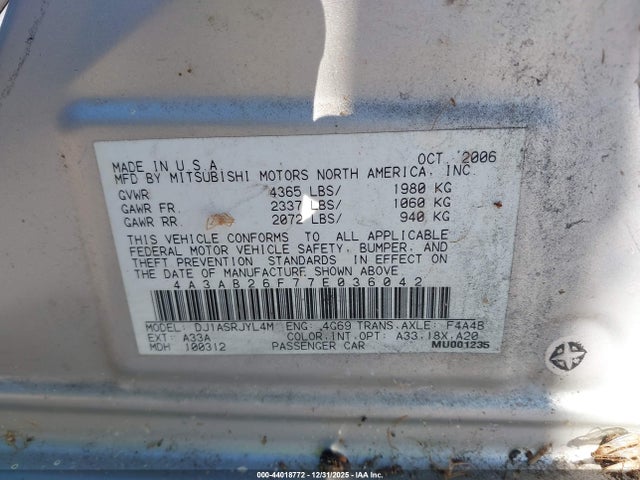 MADE IN U.S.A. OCT. 2006
MFD BY MITSUBISHI MOTORS NORTH AMERICA, INC.
GVWR 4365 LBS/ 1980 KG
GAWR FR. 2337 LBS/ 1060 KG
GAWR RR. 2072 LBS/ 940 KG
THIS VEHICLE CONFORMS TO ALL APPLICABLE
FEDERAL MOTOR VEHICLE SAFETY, BUMPER, AND
THEFT PREVENTION STANDARDS IN EFFECT ON
THE DATE OF MANUFACTURE SHOWN ABOVE
4A3AB26F77E036042
MODEL: DJ1ASRJYL4M ENG: 4G69 TRANS.AXLE: F4A4B
EXT: A33A COLOR.INT.OPT: A33.18X.A20
MDH 100312 PASSENGER CAR MU001235
000-44018772 - 12/31/2025 - IAAI.com